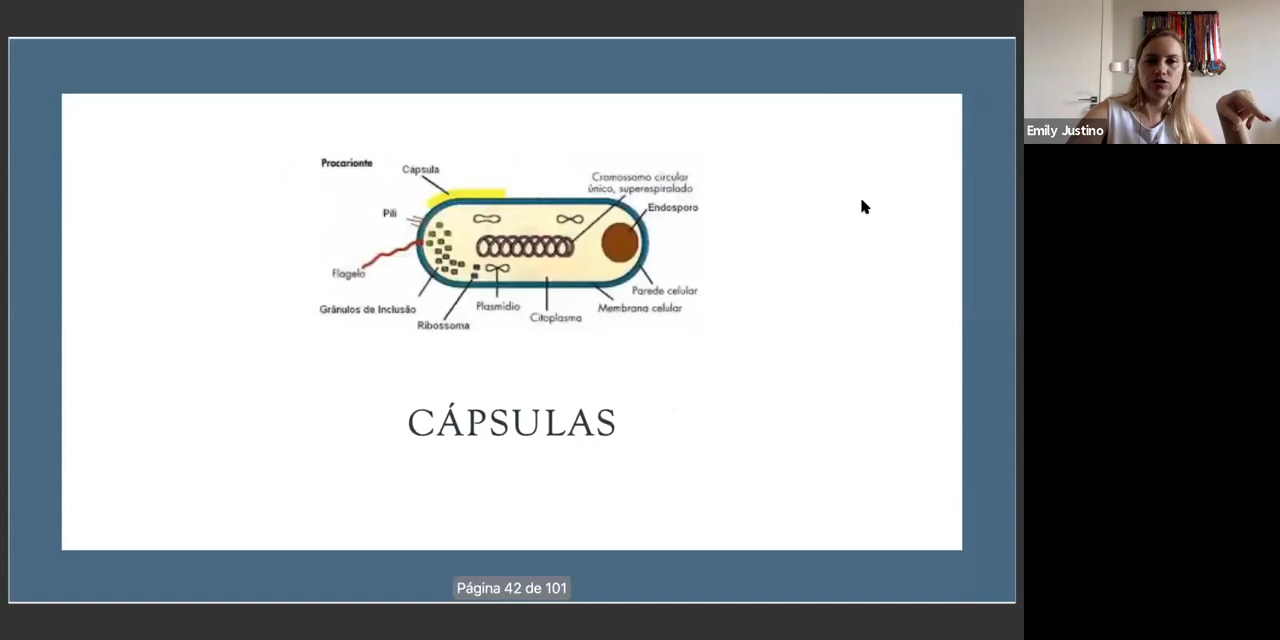 Procarionte
Cápsula
Cromossomo circular
único, superespiralado
Endosporo
Pili
Flagelo
Parede celular
Grânulos de Inclusão
Plasmídio
Membrana celular
Citoplasma
Ribossoma
CÁPSULAS
Página 42 de 101
Emily Justino